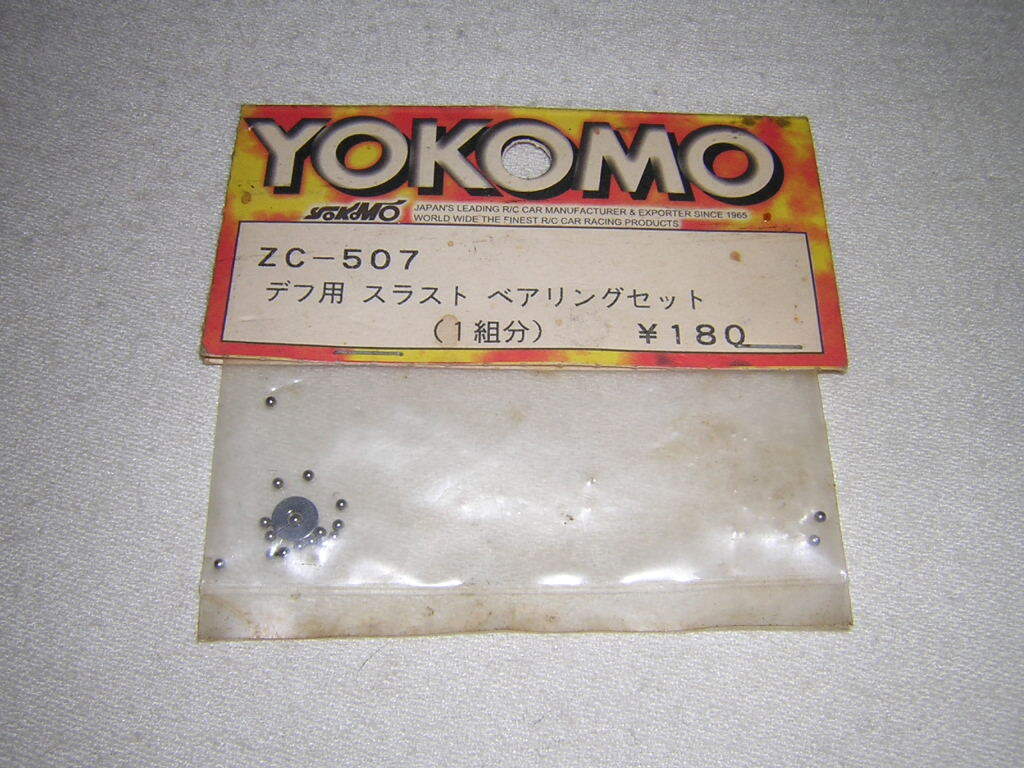 YOKOMO
YOKOMO
JAPAN'S LEADING R/C CAR MANUFACTURER & EXPORTER SINCE 1965
WORLD WIDE THE FINEST R/C CAR RACING PRODUCTS
ZC-507
デフ用 スラスト ベアリングセット
(1組分) ¥180